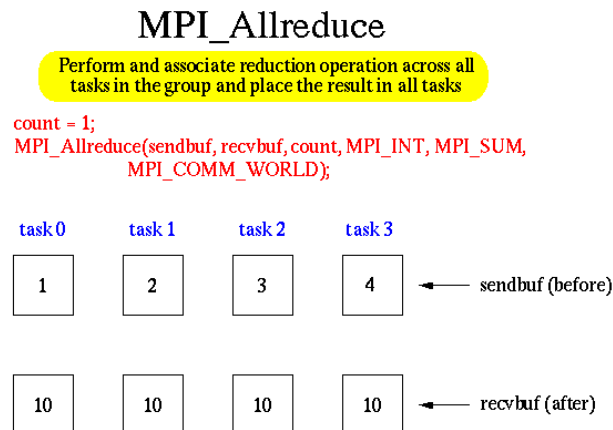 MPI_Allreduce
Perform and associate reduction operation across all
tasks in the group and place the result in all tasks
count = 1;
MPI_Allreduce(sendbuf, recvbuf, count, MPI_INT, MPI_SUM,
MPI_COMM_WORLD);
task 0 task 1 task 2 task 3
1 2 3 4 sendbuf (before)
10 10 10 10 recvbuf (after)